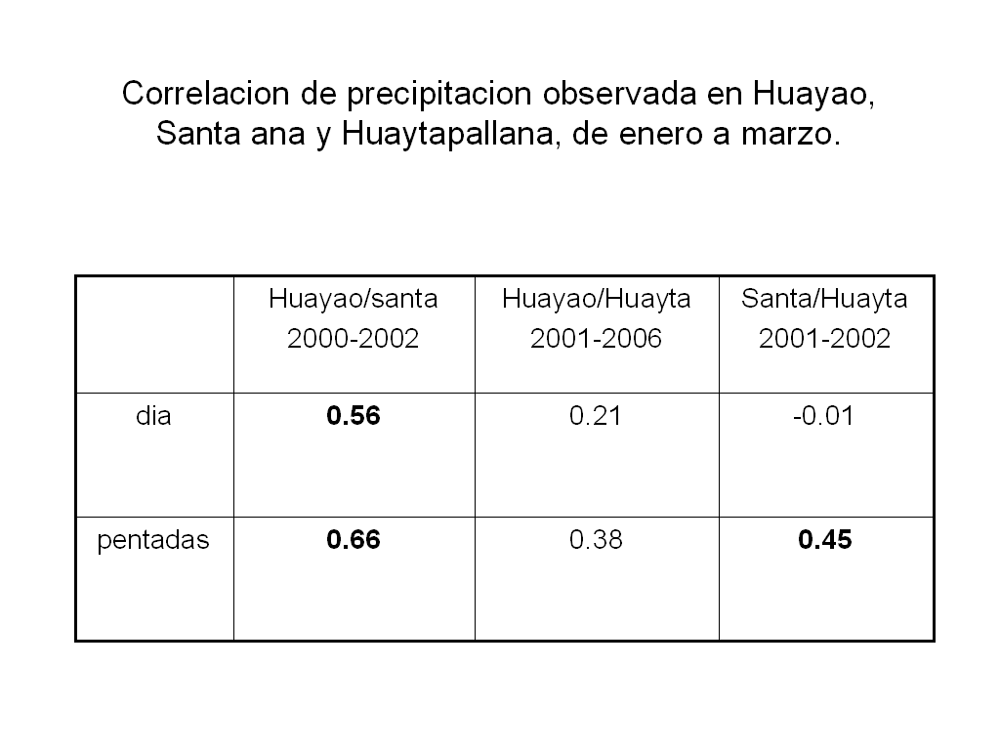 Correlacion de precipitacion observada en Huayao,
Santa ana y Huaytapallana, de enero a marzo.
Huayao/santa
2000-2002
Huayao/Huayta
2001-2006
Santa/Huayta
2001-2002
dia
0.56
0.21
-0.01
pentadas
0.66
0.38
0.45